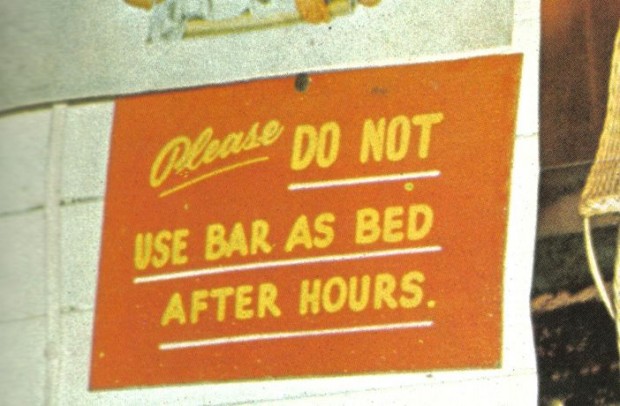 Please DO NOT
USE BAR AS BED
AFTER HOURS.